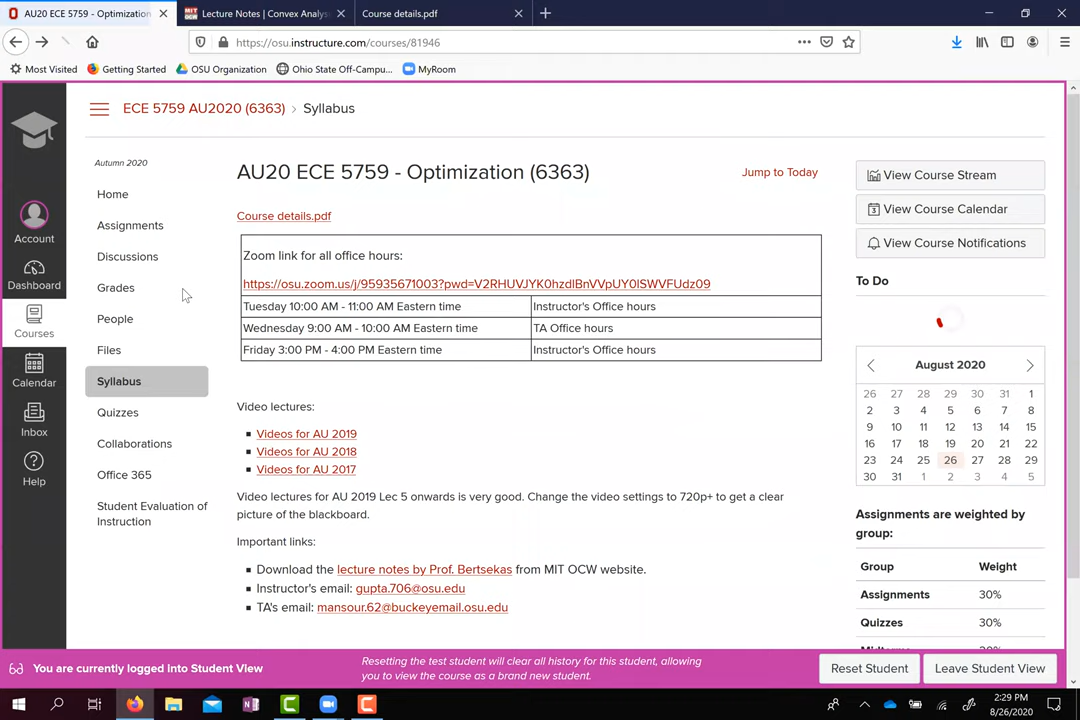 AU20 ECE 5759 - Optimization
Lecture Notes | Convex Analys
Course details.pdf
https://osu.instructure.com/courses/81946
Most Visited
Getting Started
OSU Organization
Ohio State Off-Campu...
MyRoom
ECE 5759 AU2020 (6363) › Syllabus
Account
Dashboard
Courses
Calendar
Inbox
Help
Autumn 2020
Home
Assignments
Discussions
Grades
People
Files
Syllabus
Quizzes
Collaborations
Office 365
Student Evaluation of
Instruction
AU20 ECE 5759 - Optimization (6363)
Jump to Today
Course details.pdf
Zoom link for all office hours:
https://osu.zoom.us/j/95935671003?pwd=V2RHUVJYK0hzdlBnVVpUY0lSWVFUdz09
Tuesday 10:00 AM - 11:00 AM Eastern time Instructor's Office hours
Wednesday 9:00 AM - 10:00 AM Eastern time TA Office hours
Friday 3:00 PM - 4:00 PM Eastern time Instructor's Office hours
Video lectures:
Videos for AU 2019
Videos for AU 2018
Videos for AU 2017
Video lectures for AU 2019 Lec 5 onwards is very good. Change the video settings to 720p+ to get a clear
picture of the blackboard.
Important links:
Download the lecture notes by Prof. Bertsekas from MIT OCW website.
Instructor's email: gupta.706@osu.edu
TA's email: mansour.62@buckeyemail.osu.edu
View Course Stream
View Course Calendar
View Course Notifications
To Do
August 2020
26 27 28 29 30 31 1
2 3 4 5 6 7 8
9 10 11 12 13 14 15
16 17 18 19 20 21 22
23 24 25 26 27 28 29
30 31 1 2 3 4 5
Assignments are weighted by
group:
Group Weight
Assignments 30%
Quizzes 30%
You are currently logged into Student View
Resetting the test student will clear all history for this student, allowing
you to view the course as a brand new student.
Reset Student
Leave Student View
2:29 PM
8/26/2020